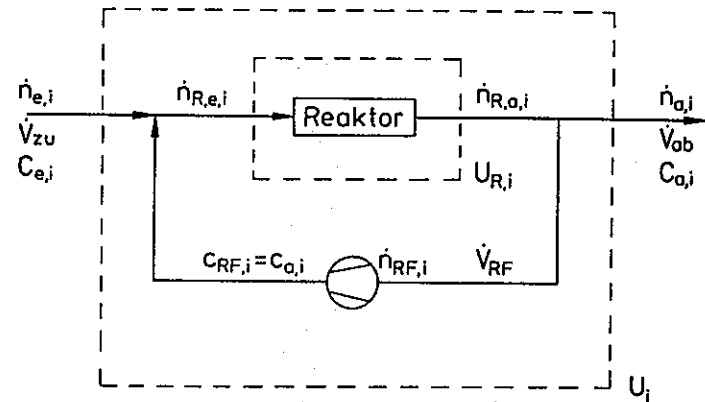 ṅe,i
V̇zu
Ce,i
ṅR,e,i
Reaktor
ṅR,a,i
UR,i
ṅa,i
V̇ab
Ca,i
cRF,i=ca,i
ṅRF,i
V̇RF
Ui